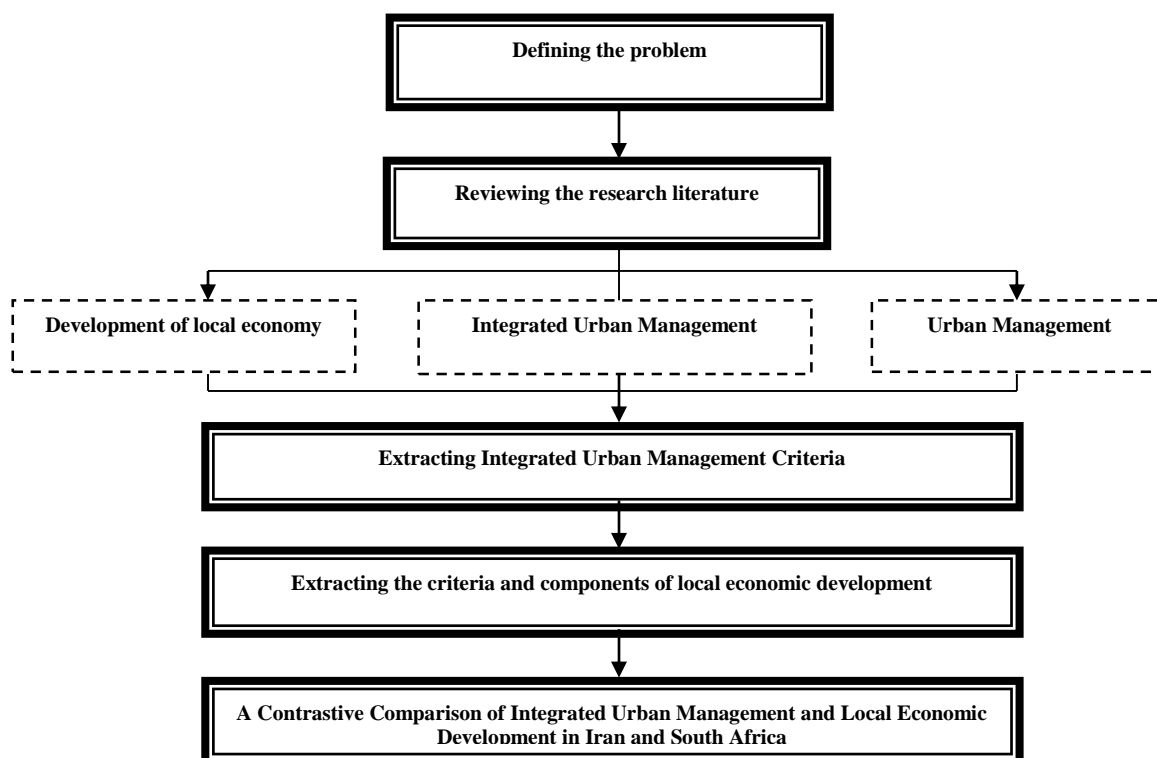 Defining the problem
Reviewing the research literature
Development of local economy
Integrated Urban Management
Urban Management
Extracting Integrated Urban Management Criteria
Extracting the criteria and components of local economic development
A Contrastive Comparison of Integrated Urban Management and Local Economic
Development in Iran and South Africa